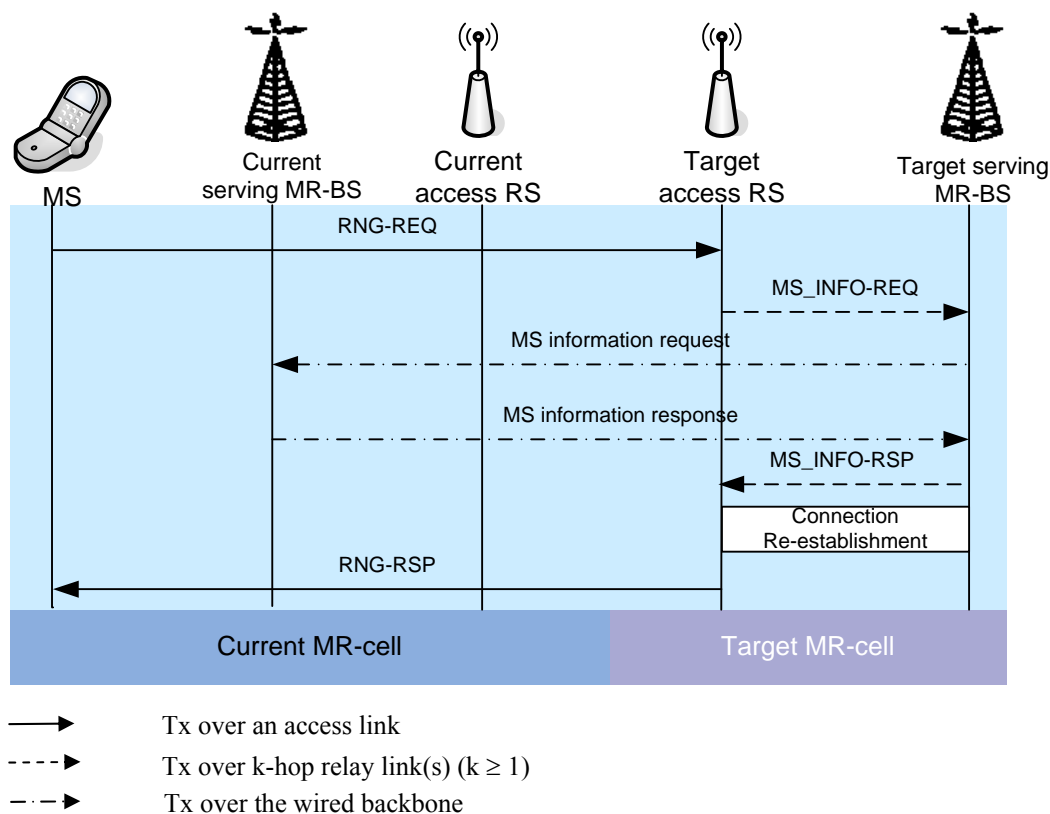 MS
Current
serving MR-BS
Current
access RS
Target
access RS
Target serving
MR-BS
RNG-REQ
MS_INFO-REQ
MS information request
MS information response
MS_INFO-RSP
Connection
Re-establishment
RNG-RSP
Current MR-cell
Target MR-cell
Tx over an access link
Tx over k-hop relay link(s) (k ≥ 1)
Tx over the wired backbone